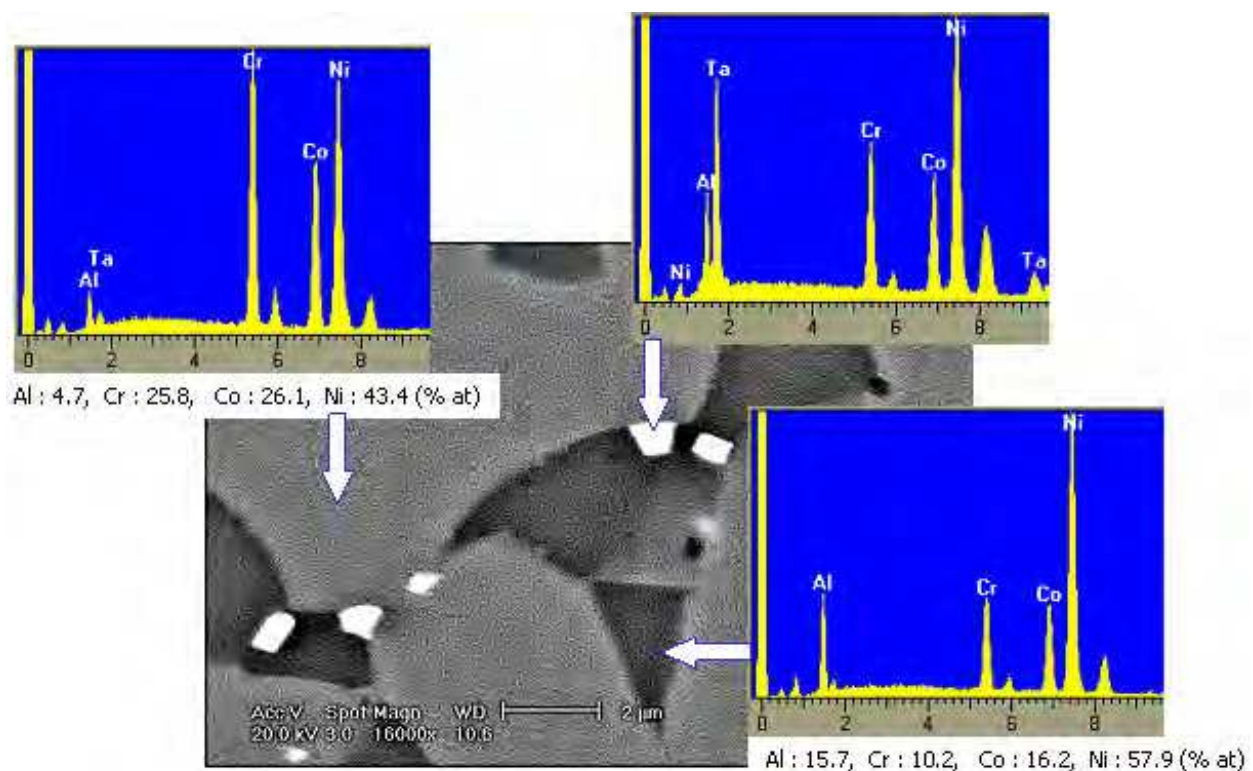 Cr
Ni
Co
Ta
Al
0 2 4 6 8
Al : 4.7, Cr : 25.8, Co : 26.1, Ni : 43.4 (% at)
Ni
Ta
Cr
Co
Al
Ni
Ta
0 2 4 6 8
Ni
Al
Cr
Co
0 2 4 6 8
Al : 15.7, Cr : 10.2, Co : 16.2, Ni : 57.9 (% at)
Acc.V Spot Magn WD 2 µm
20.0 kV 3.0 16000x 10.6